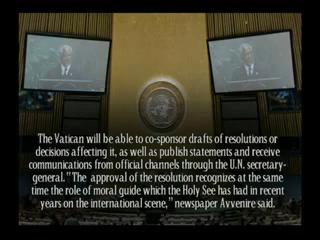 The Vatican will be able to co-sponsor drafts of resolutions or
decisions affecting it, as well as publish statements and receive
communications from official channels through the U.N. secretary-
general. "The approval of the resolution recognizes at the same
time the role of moral guide which the Holy See has had in recent
years on the international scene," newspaper Avvenire said.